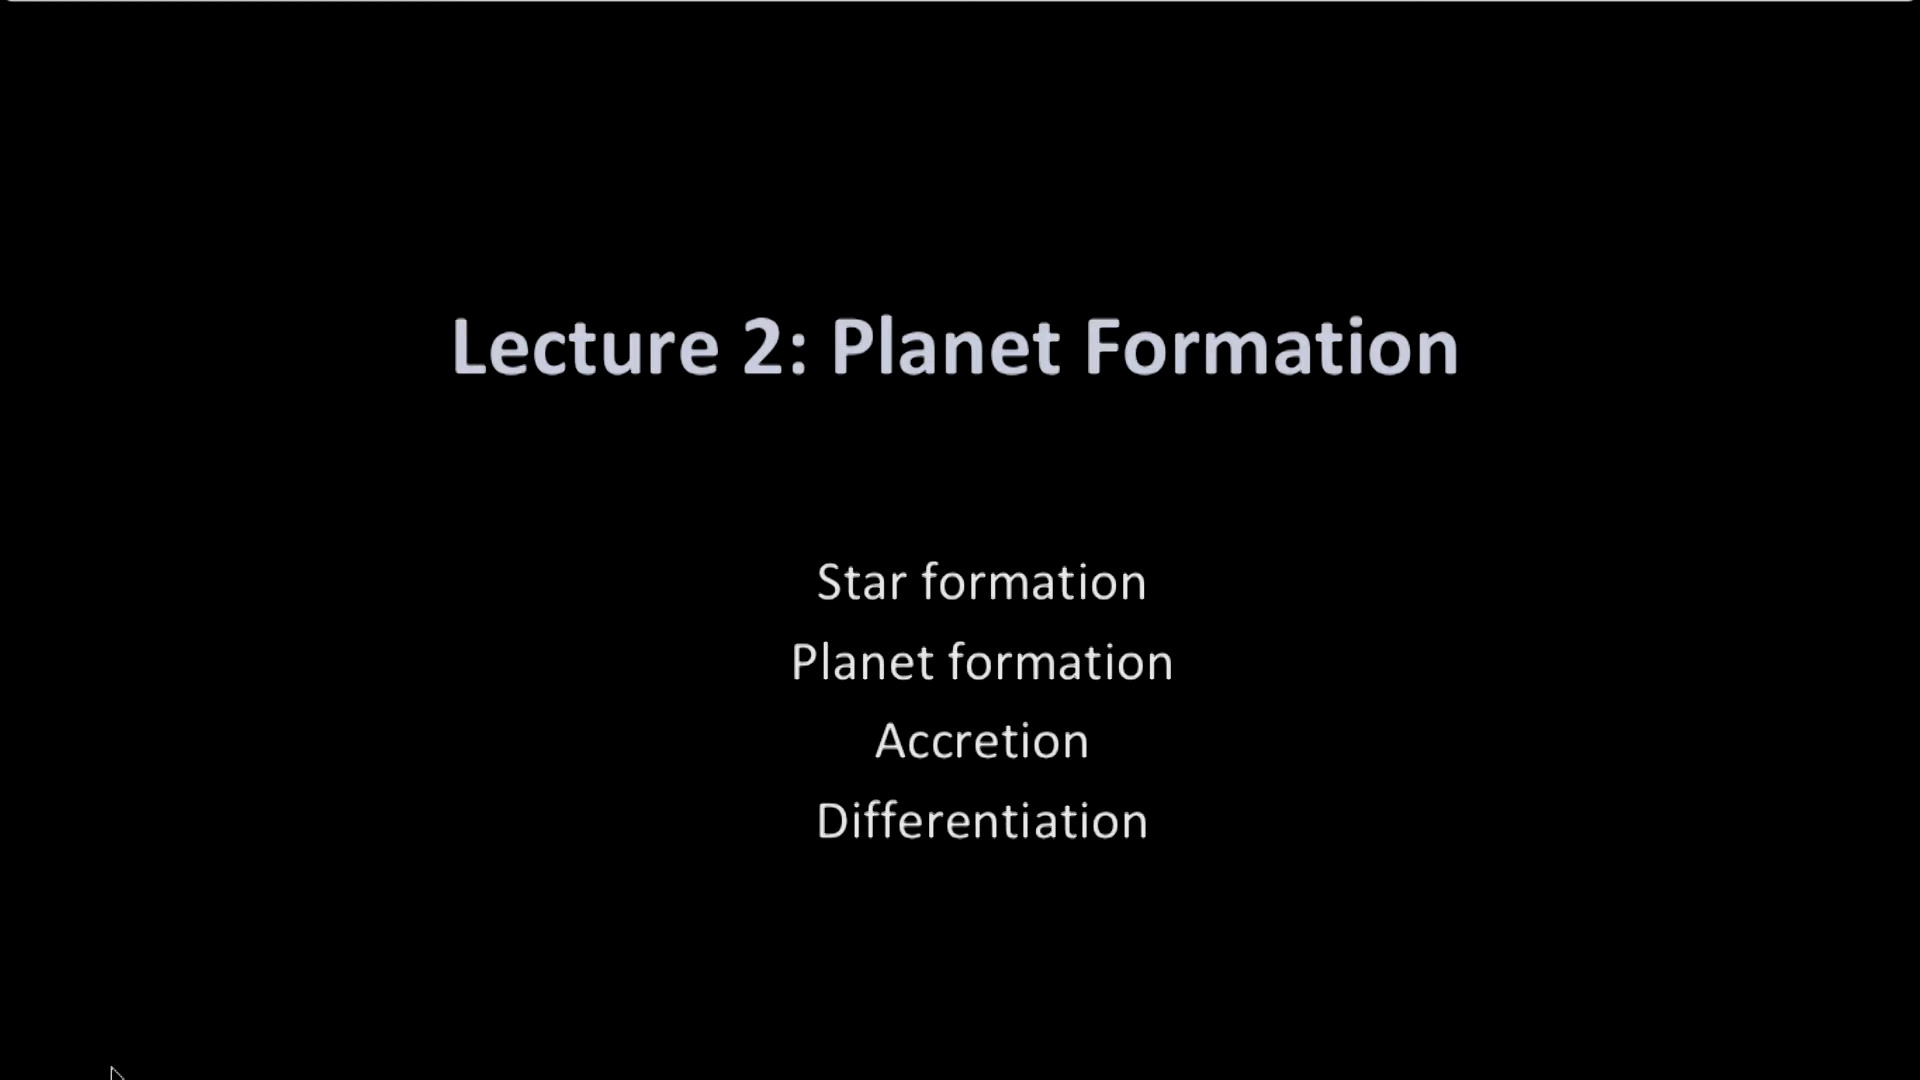 Lecture 2: Planet Formation
Star formation
Planet formation
Accretion
Differentiation